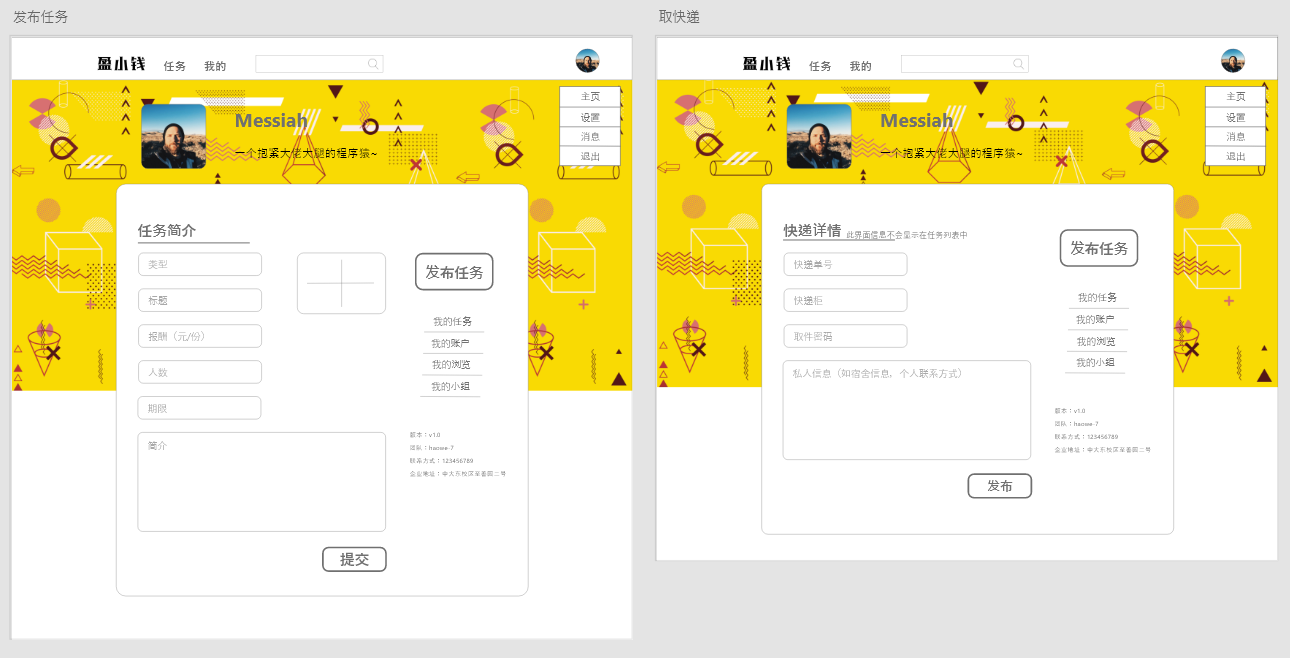 发布任务
盈小钱 任务 我的
主页
设置
消息
退出
Messiah
一个抱紧大佬大腿的程序猿~
任务简介
类型
标题
报酬（元/份）
人数
期限
简介
提交
发布任务
我的任务
我的账户
我的浏览
我的小组
版本：v1.0
团队：haowe-7
联系方式：123456789
企业地址：中大东校区至善园二号
取快递
盈小钱 任务 我的
主页
设置
消息
退出
Messiah
一个抱紧大佬大腿的程序猿~
快递详情 此界面信息不会显示在任务列表中
快递单号
快递柜
取件密码
私人信息（如宿舍信息，个人联系方式）
发布
发布任务
我的任务
我的账户
我的浏览
我的小组
版本：v1.0
团队：haowe-7
联系方式：123456789
企业地址：中大东校区至善园二号